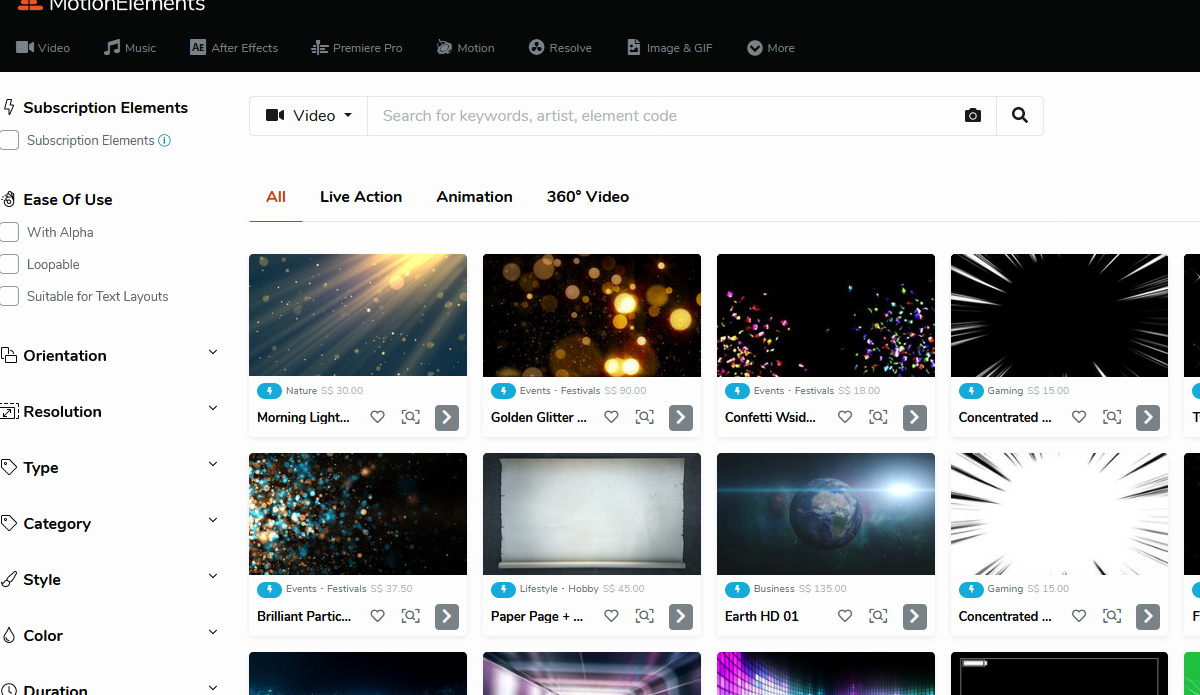 MotionElements
Video
Music
AE After Effects
Premiere Pro
Motion
Resolve
Image & GIF
More
Subscription Elements
Subscription Elements
Ease Of Use
With Alpha
Loopable
Suitable for Text Layouts
Orientation
Resolution
Type
Category
Style
Color
Duration
Video
Search for keywords, artist, element code
All
Live Action
Animation
360° Video
Nature S$ 30.00
Morning Light...
Events · Festivals S$ 90.00
Golden Glitter ...
Events · Festivals S$ 18.00
Confetti Wsid...
Gaming S$ 15.00
Concentrated ...
Events · Festivals S$ 37.50
Brilliant Partic...
Lifestyle · Hobby S$ 45.00
Paper Page + ...
Business S$ 135.00
Earth HD 01
Gaming S$ 15.00
Concentrated ...